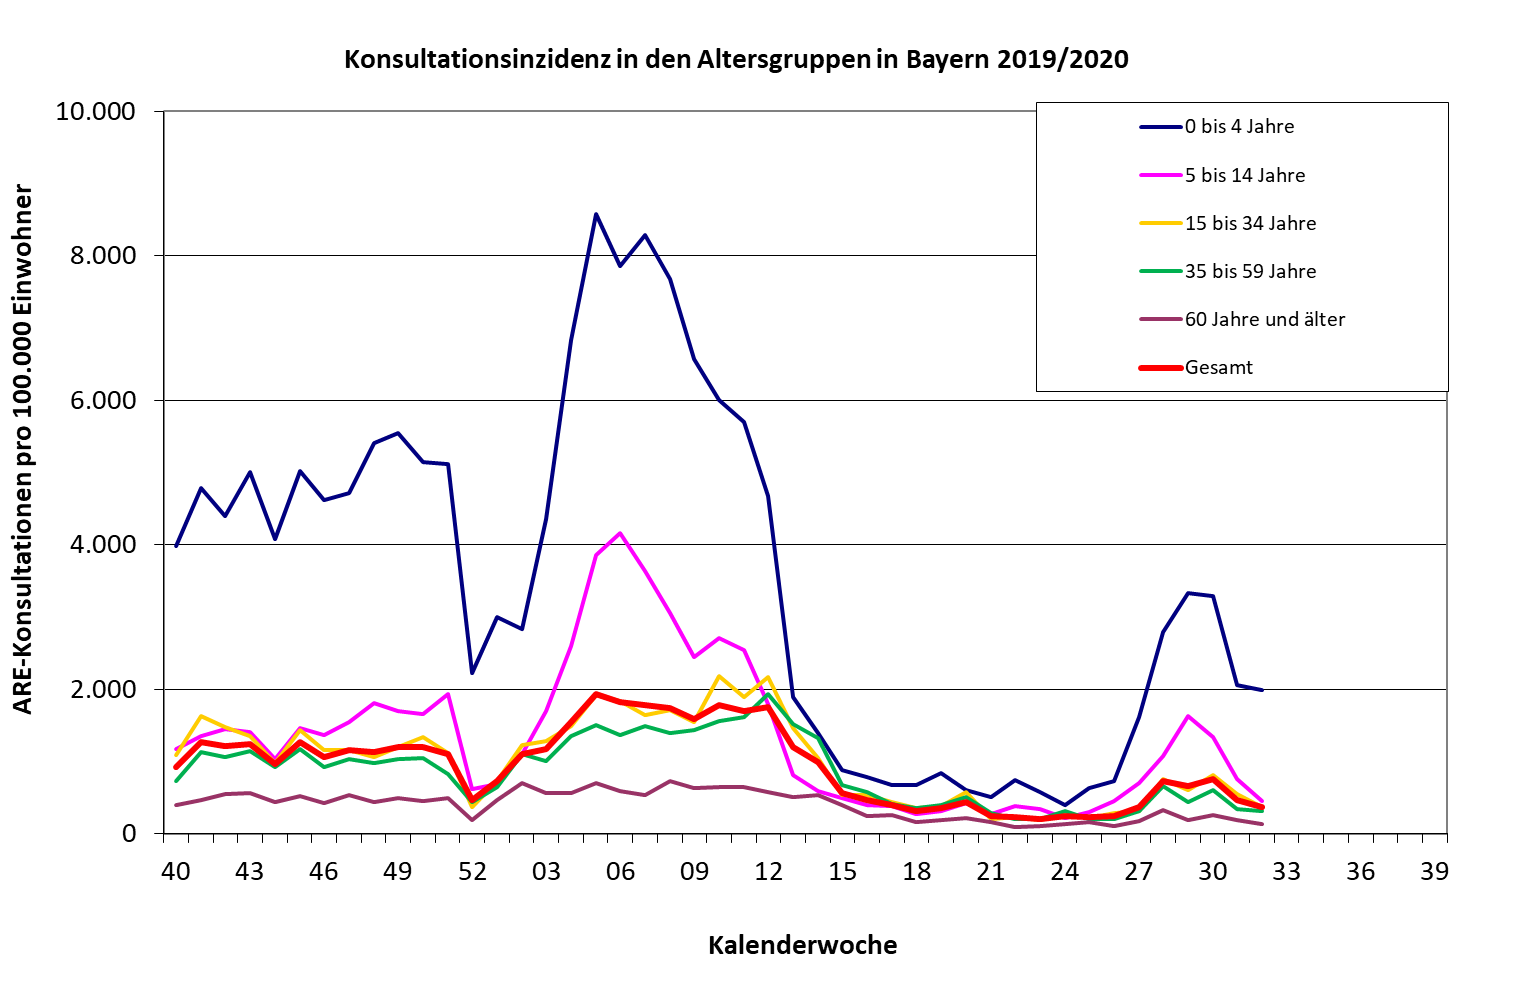 Konsultationsinzidenz in den Altersgruppen in Bayern 2019/2020
ARE-Konsultationen pro 100.000 Einwohner
10.000
8.000
6.000
4.000
2.000
0
0 bis 4 Jahre
5 bis 14 Jahre
15 bis 34 Jahre
35 bis 59 Jahre
60 Jahre und älter
Gesamt
40 43 46 49 52 03 06 09 12 15 18 21 24 27 30 33 36 39
Kalenderwoche